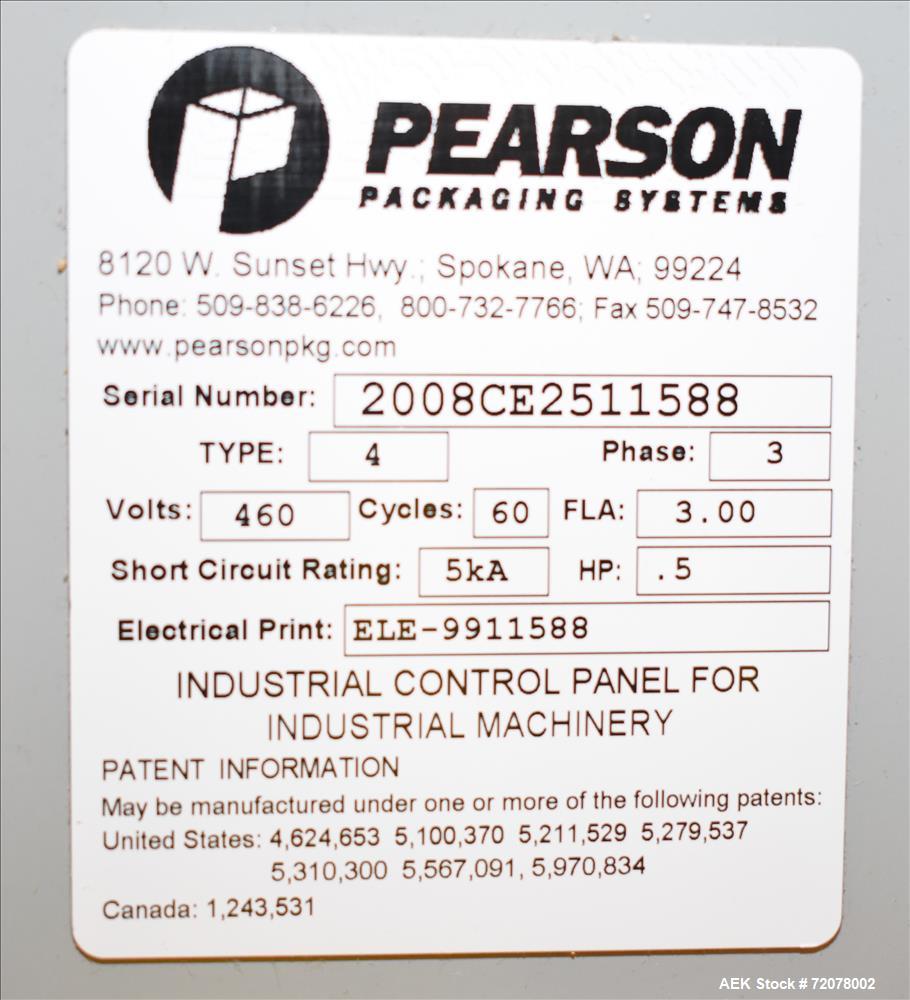 PEARSON
PACKAGING SYSTEMS
8120 W. Sunset Hwy.; Spokane, WA; 99224
Phone: 509-838-6226, 800-732-7766; Fax 509-747-8532
www.pearsonpkg.com
Serial Number: 2008CE2511588
TYPE: 4 Phase: 3
Volts: 460 Cycles: 60 FLA: 3.00
Short Circuit Rating: 5kA HP: .5
Electrical Print: ELE-9911588
INDUSTRIAL CONTROL PANEL FOR
INDUSTRIAL MACHINERY
PATENT INFORMATION
May be manufactured under one or more of the following patents:
United States: 4,624,653 5,100,370 5,211,529 5,279,537
5,310,300 5,567,091, 5,970,834
Canada: 1,243,531
AEK Stock # 72078002